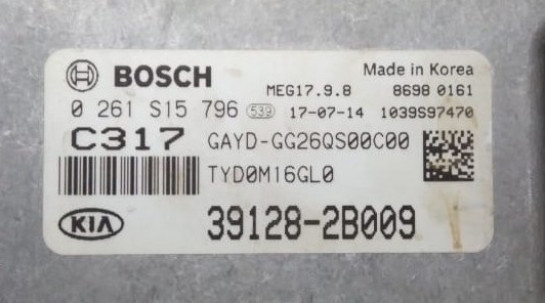 BOSCH
Made in Korea
MEG17.9.8 8698 0161
0 261 S15 796 539 17-07-14 1039S97470
C317 GAYD-GG26QS00C00
TYD0M16GL0
KIA 39128-2B009